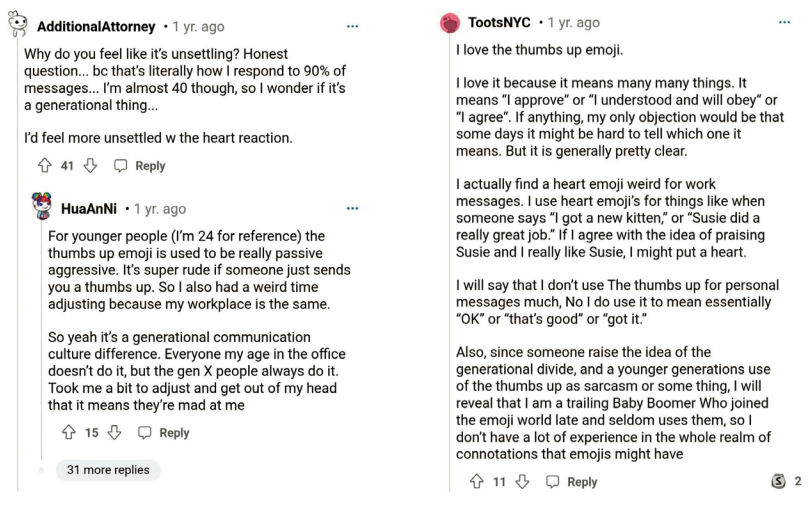 AdditionalAttorney • 1 yr. ago
Why do you feel like it's unsettling? Honest
question... bc that's literally how I respond to 90% of
messages... I'm almost 40 though, so I wonder if it's
a generational thing...
I'd feel more unsettled w the heart reaction.
41 Reply
HuaAnNi • 1 yr. ago
For younger people (I'm 24 for reference) the
thumbs up emoji is used to be really passive
aggressive. It's super rude if someone just sends
you a thumbs up. So I also had a weird time
adjusting because my workplace is the same.
So yeah it's a generational communication
culture difference. Everyone my age in the office
doesn't do it, but the gen X people always do it.
Took me a bit to adjust and get out of my head
that it means they're mad at me
15 Reply
31 more replies
TootsNYC • 1 yr. ago
I love the thumbs up emoji.
I love it because it means many many things. It
means "I approve" or "I understood and will obey" or
"I agree". If anything, my only objection would be that
some days it might be hard to tell which one it
means. But it is generally pretty clear.
I actually find a heart emoji weird for work
messages. I use heart emoji's for things like when
someone says "I got a new kitten," or "Susie did a
really great job." If I agree with the idea of praising
Susie and I really like Susie, I might put a heart.
I will say that I don't use The thumbs up for personal
messages much, No I do use it to mean essentially
"OK" or "that's good" or "got it."
Also, since someone raise the idea of the
generational divide, and a younger generations use
of the thumbs up as sarcasm or some thing, I will
reveal that I am a trailing Baby Boomer Who joined
the emoji world late and seldom uses them, so I
don't have a lot of experience in the whole realm of
connotations that emojis might have
11 Reply S 2